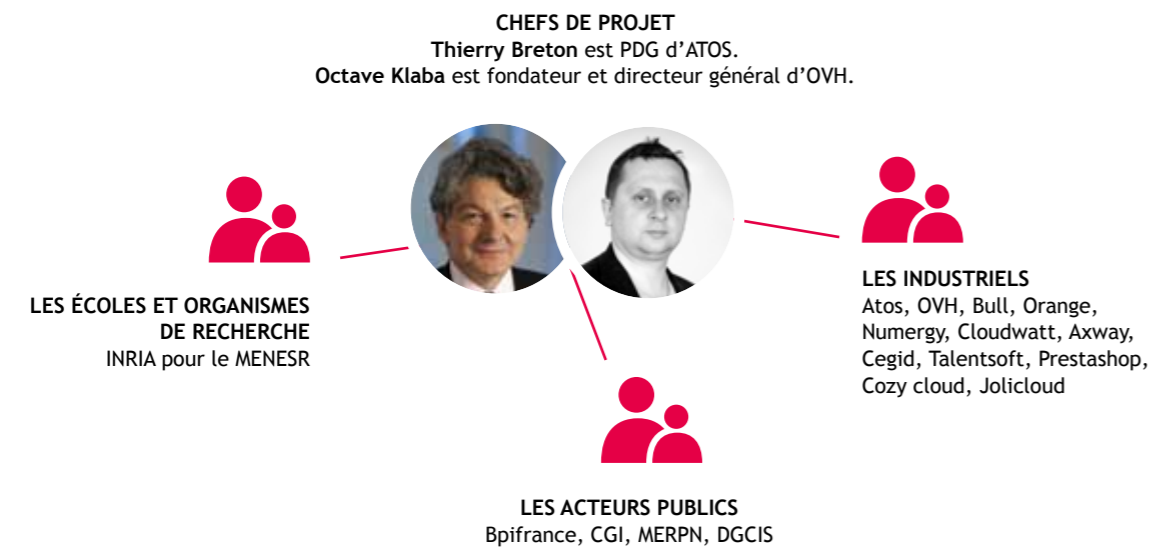 CHEFS DE PROJET
Thierry Breton est PDG d’ATOS.
Octave Klaba est fondateur et directeur général d’OVH.
LES ÉCOLES ET ORGANISMES
DE RECHERCHE
INRIA pour le MENESR
LES INDUSTRIELS
Atos, OVH, Bull, Orange,
Numergy, Cloudwatt, Axway,
Cegid, Talentsoft, Prestashop,
Cozy cloud, Jolicloud
LES ACTEURS PUBLICS
Bpifrance, CGI, MERPN, DGCIS